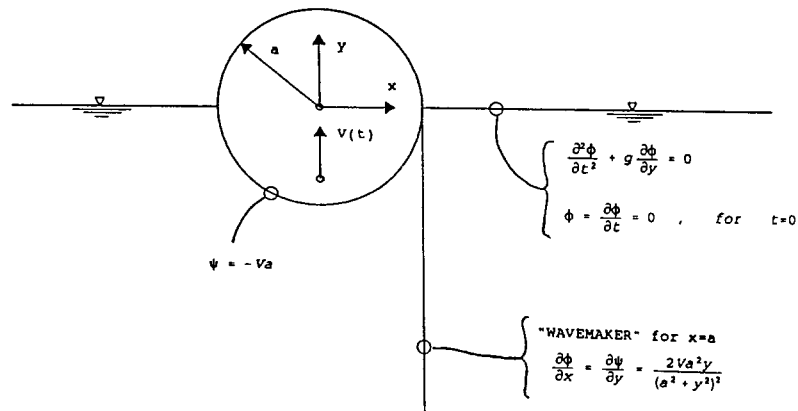 y
a
x
V(t)
∂²ϕ/∂t² + g ∂ϕ/∂y = 0
ϕ = ∂ϕ/∂t = 0 , for t=0
ψ = -Va
"WAVEMAKER" for x=a
∂ϕ/∂x = ∂ψ/∂y = 2Va²y/(a² + y²)²